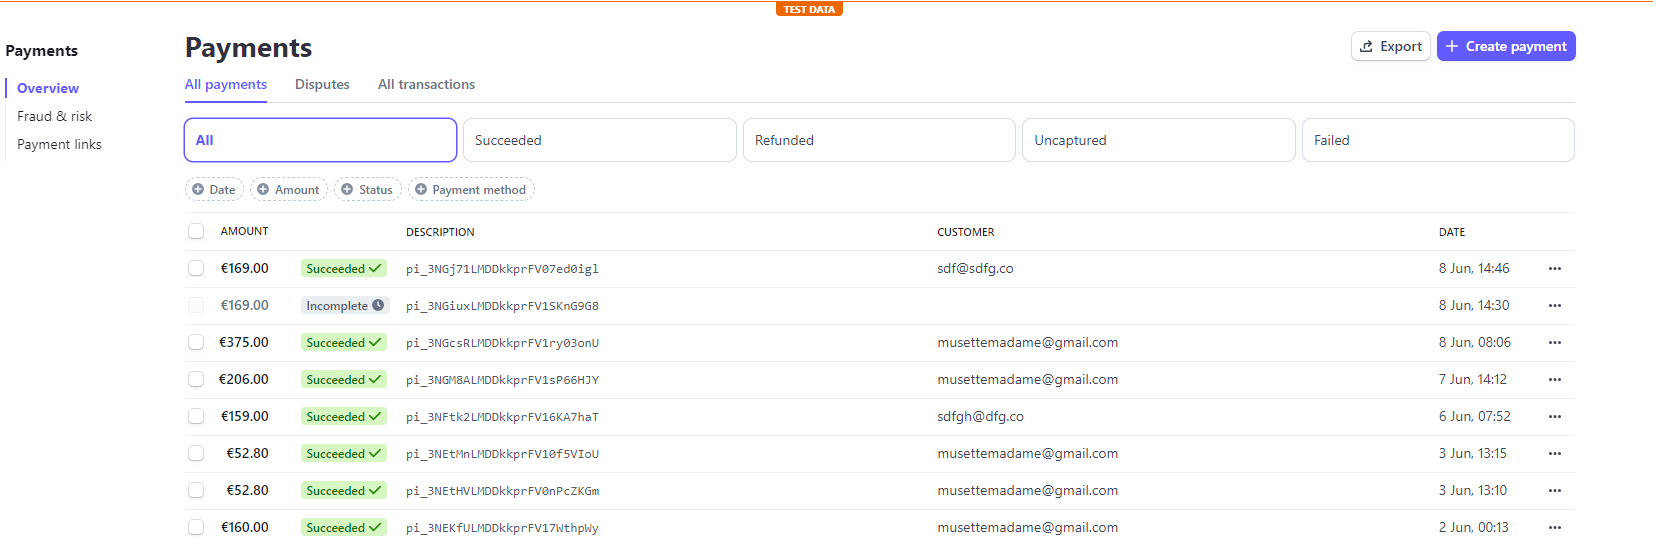 TEST DATA
Payments
Overview
Fraud & risk
Payment links
Payments
Export
Create payment
All payments Disputes All transactions
All Succeeded Refunded Uncaptured Failed
Date Amount Status Payment method
AMOUNT DESCRIPTION CUSTOMER DATE
€169.00 Succeeded pi_3NGj71LMDDkkprFV07ed0igl sdf@sdfg.co 8 Jun, 14:46
€169.00 Incomplete pi_3NGiuxLMDDkkprFV1SKnG9G8 8 Jun, 14:30
€375.00 Succeeded pi_3NGcsRLMDDkkprFV1ry03onU musettemadame@gmail.com 8 Jun, 08:06
€206.00 Succeeded pi_3NGM8ALMDDkkprFV1sP66HJY musettemadame@gmail.com 7 Jun, 14:12
€159.00 Succeeded pi_3NFtk2LMDDkkprFV16KA7haT sdfgh@dfg.co 6 Jun, 07:52
€52.80 Succeeded pi_3NEtMnLMDDkkprFV10f5VIoU musettemadame@gmail.com 3 Jun, 13:15
€52.80 Succeeded pi_3NEtHVLMDDkkprFV0nPcZKGm musettemadame@gmail.com 3 Jun, 13:10
€160.00 Succeeded pi_3NEKfULMDDkkprFV17WthpWy musettemadame@gmail.com 2 Jun, 00:13